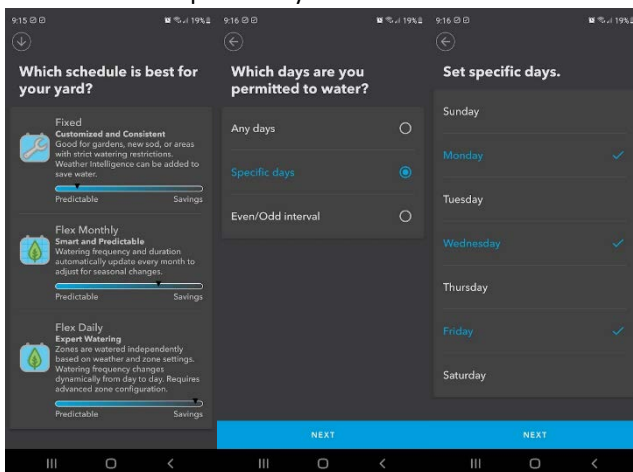 9:15
19%
Which schedule is best for
your yard?
Fixed
Customized and Consistent
Good for gardens, new sod, or areas
with strict watering restrictions.
Weather Intelligence can be added to
save water.
Predictable Savings
Flex Monthly
Smart and Predictable
Watering frequency and duration
automatically update every month to
adjust for seasonal changes.
Predictable Savings
Flex Daily
Expert Watering
Zones are watered independently
based on weather and zone settings.
Watering frequency changes
dynamically from day to day. Requires
advanced zone configuration.
Predictable Savings
9:16
19%
Which days are you
permitted to water?
Any days
Specific days
Even/Odd interval
NEXT
9:16
19%
Set specific days.
Sunday
Monday
Tuesday
Wednesday
Thursday
Friday
Saturday
NEXT